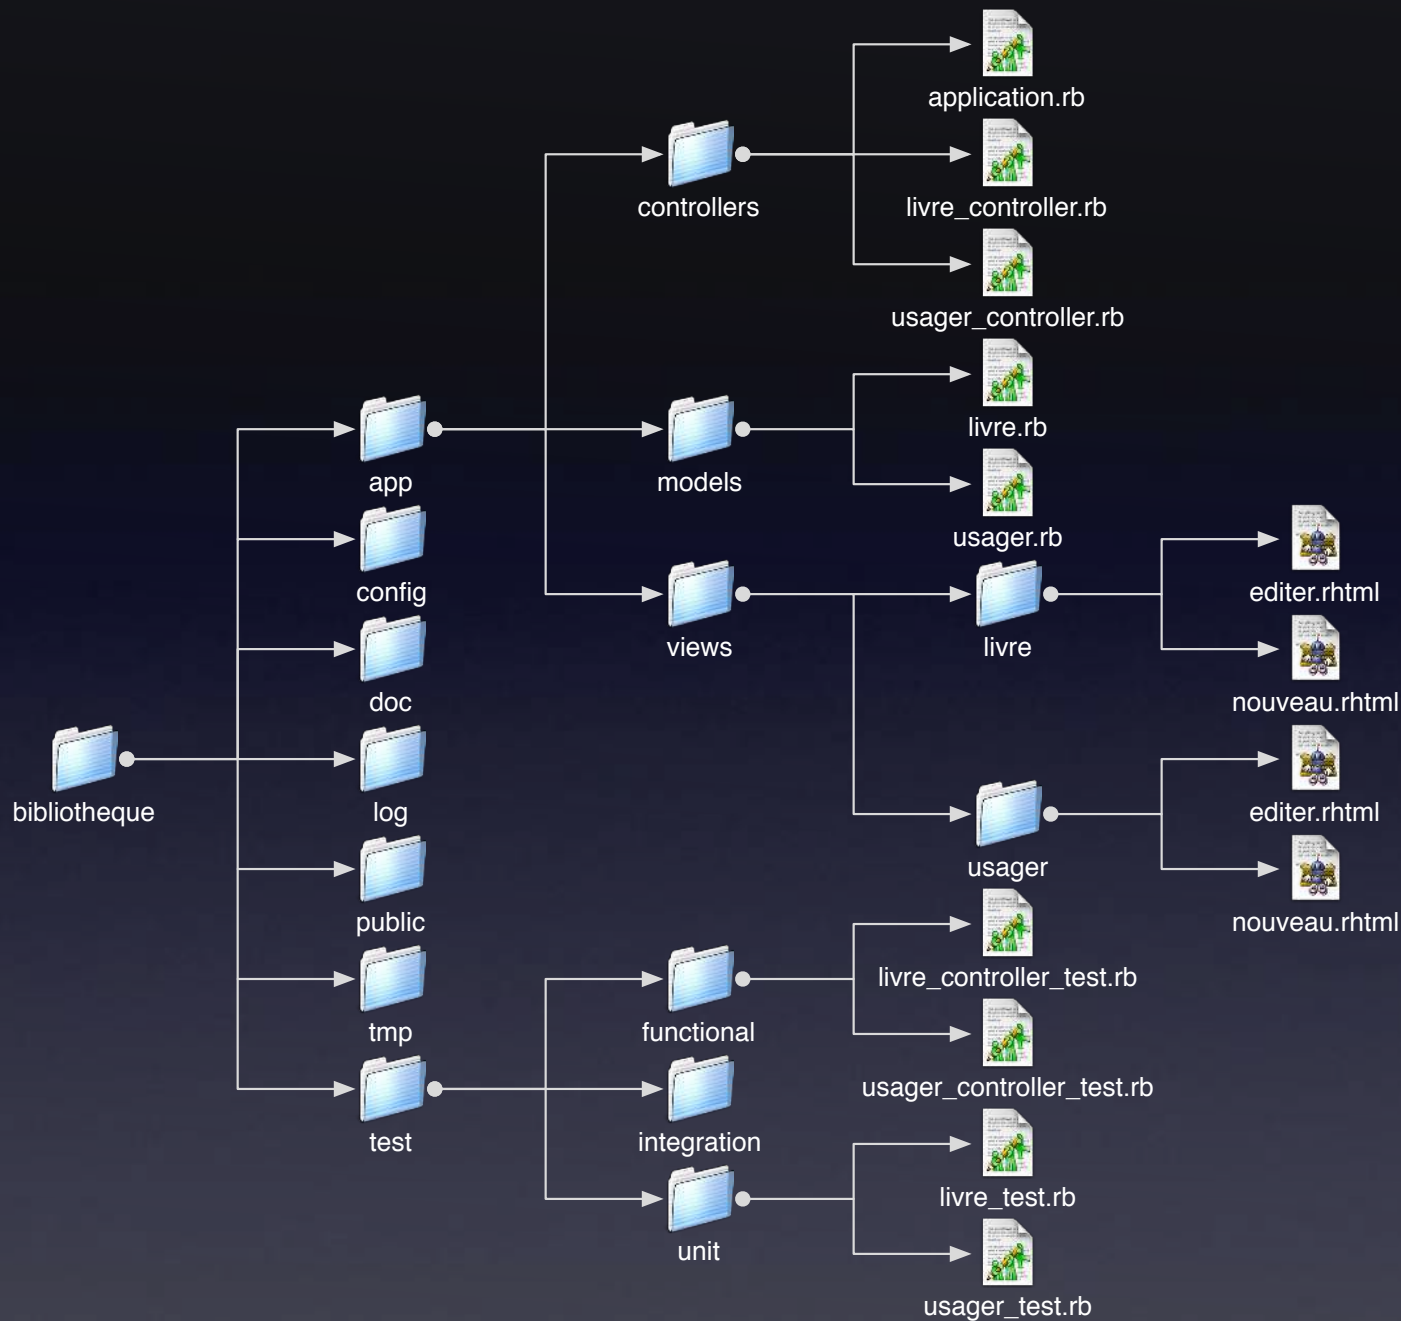 application.rb
controllers
livre_controller.rb
usager_controller.rb
livre.rb
app
models
usager.rb
config
views
livre
editer.rhtml
doc
nouveau.rhtml
bibliotheque
log
editer.rhtml
usager
public
nouveau.rhtml
livre_controller_test.rb
tmp
functional
usager_controller_test.rb
test
integration
livre_test.rb
unit
usager_test.rb